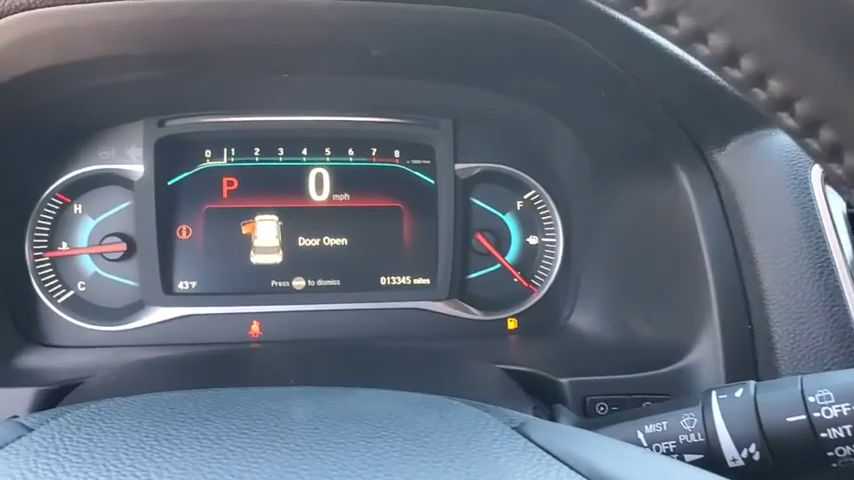 0 1 2 3 4 5 6 7 8 x1000r/min
P 0 mph
H
F
Door Open
C
43°F
Press to dismiss
013345 miles
MIST
OFF
PULL
OFF
INT
ON